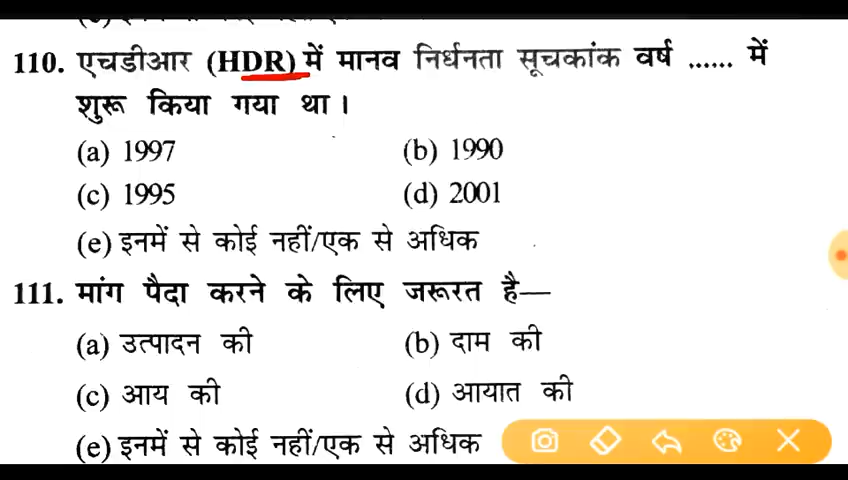 110. एचडीआर (HDR) में मानव निर्धनता सूचकांक वर्ष ...... में
शुरू किया गया था।
(a) 1997 (b) 1990
(c) 1995 (d) 2001
(e) इनमें से कोई नहीं/एक से अधिक
111. मांग पैदा करने के लिए जरूरत है—
(a) उत्पादन की (b) दाम की
(c) आय की (d) आयात की
(e) इनमें से कोई नहीं/एक से अधिक